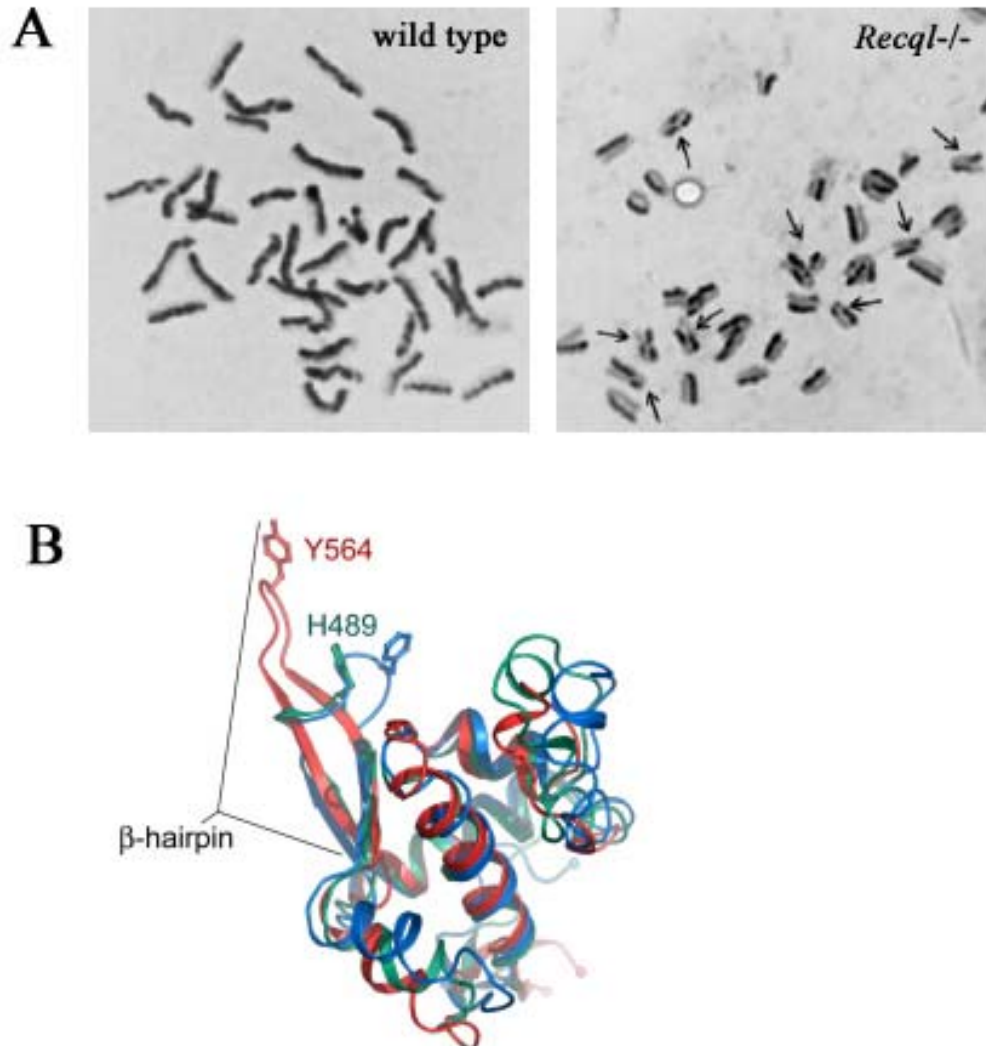 A
wild type
Recql-/-
B
Y564
H489
β-hairpin